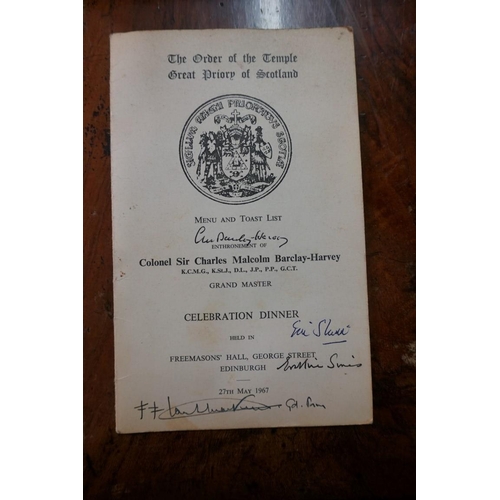 The Order of the Temple
Great Priory of Scotland
MENU AND TOAST LIST
ENTHRONEMENT OF
Colonel Sir Charles Malcolm Barclay-Harvey
K.C.M.G., K.St.J., D.L., J.P., P.P., G.C.T.
GRAND MASTER
CELEBRATION DINNER
HELD IN
FREEMASONS' HALL, GEORGE STREET
EDINBURGH
27TH MAY 1967